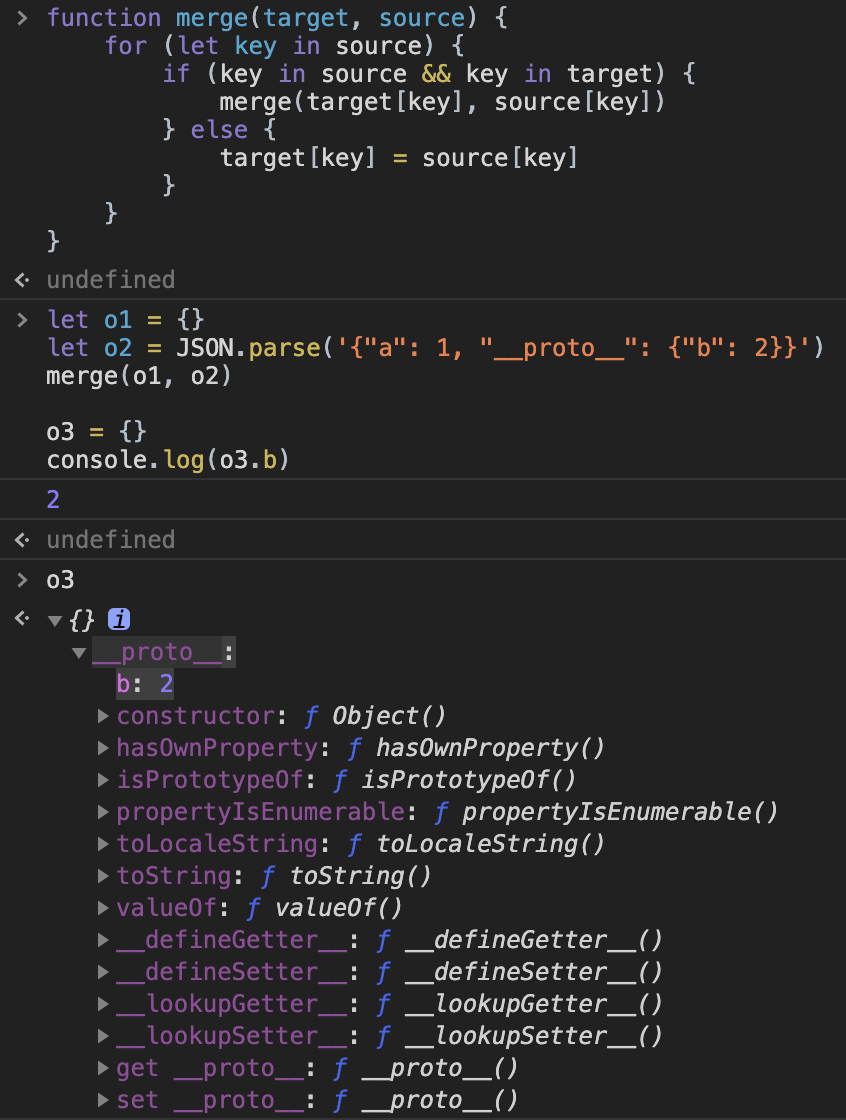 > function merge(target, source) {
for (let key in source) {
if (key in source && key in target) {
merge(target[key], source[key])
} else {
target[key] = source[key]
}
}
}
undefined
> let o1 = {}
let o2 = JSON.parse('{"a": 1, "__proto__": {"b": 2}}')
merge(o1, o2)
o3 = {}
console.log(o3.b)
2
undefined
> o3
{} i
__proto__:
b: 2
constructor: ƒ Object()
hasOwnProperty: ƒ hasOwnProperty()
isPrototypeOf: ƒ isPrototypeOf()
propertyIsEnumerable: ƒ propertyIsEnumerable()
toLocaleString: ƒ toLocaleString()
toString: ƒ toString()
valueOf: ƒ valueOf()
__defineGetter__: ƒ __defineGetter__()
__defineSetter__: ƒ __defineSetter__()
__lookupGetter__: ƒ __lookupGetter__()
__lookupSetter__: ƒ __lookupSetter__()
get __proto__: ƒ __proto__()
set __proto__: ƒ __proto__()